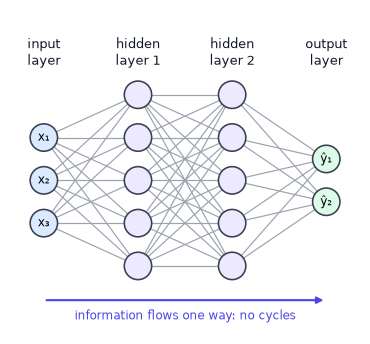 input
layer
hidden
layer 1
hidden
layer 2
output
layer
x₁
x₂
x₃
ŷ₁
ŷ₂
information flows one way: no cycles